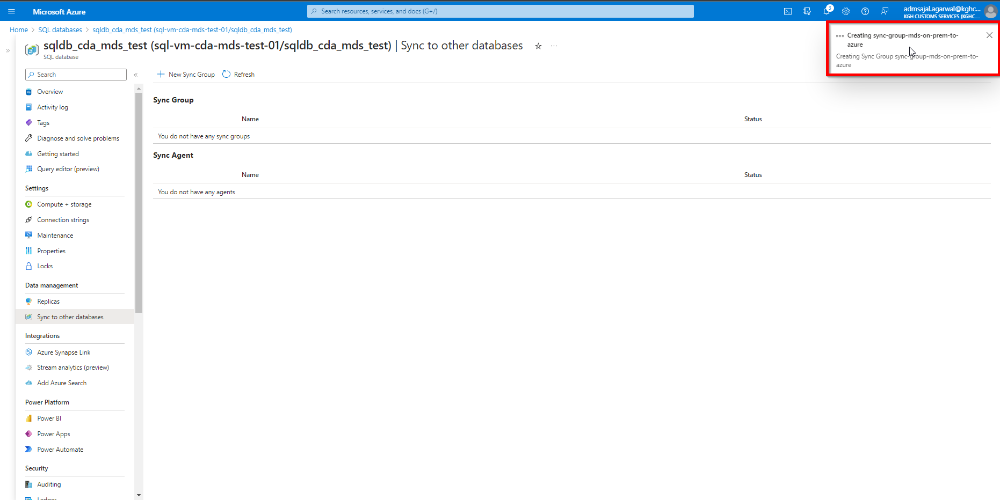 Microsoft Azure
Search resources, services, and docs (G+/)
3
admsajal.agarwal@kghc...
KGH CUSTOMS SERVICES (KGHC....
Home > SQL databases > sqldb_cda_mds_test (sql-vm-cda-mds-test-01/sqldb_cda_mds_test)
sqldb_cda_mds_test (sql-vm-cda-mds-test-01/sqldb_cda_mds_test) | Sync to other databases
SQL database
Creating sync-group-mds-on-prem-to-
azure
Creating Sync Group sync-group-mds-on-prem-to-
azure
Search
New Sync Group
Refresh
Overview
Activity log
Tags
Diagnose and solve problems
Getting started
Query editor (preview)
Settings
Compute + storage
Connection strings
Maintenance
Properties
Locks
Data management
Replicas
Sync to other databases
Integrations
Azure Synapse Link
Stream analytics (preview)
Add Azure Search
Power Platform
Power BI
Power Apps
Power Automate
Security
Auditing
Ledger
Sync Group
Name Status
You do not have any sync groups
Sync Agent
Name Status
You do not have any agents